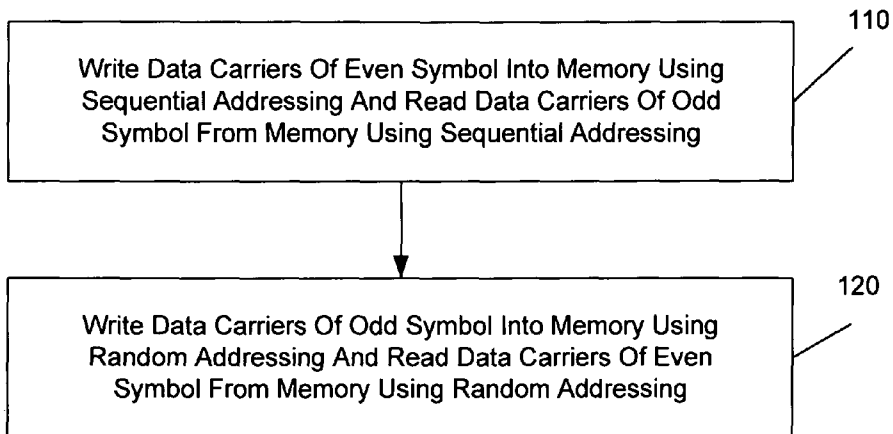 110
Write Data Carriers Of Even Symbol Into Memory Using
Sequential Addressing And Read Data Carriers Of Odd
Symbol From Memory Using Sequential Addressing
120
Write Data Carriers Of Odd Symbol Into Memory Using
Random Addressing And Read Data Carriers Of Even
Symbol From Memory Using Random Addressing